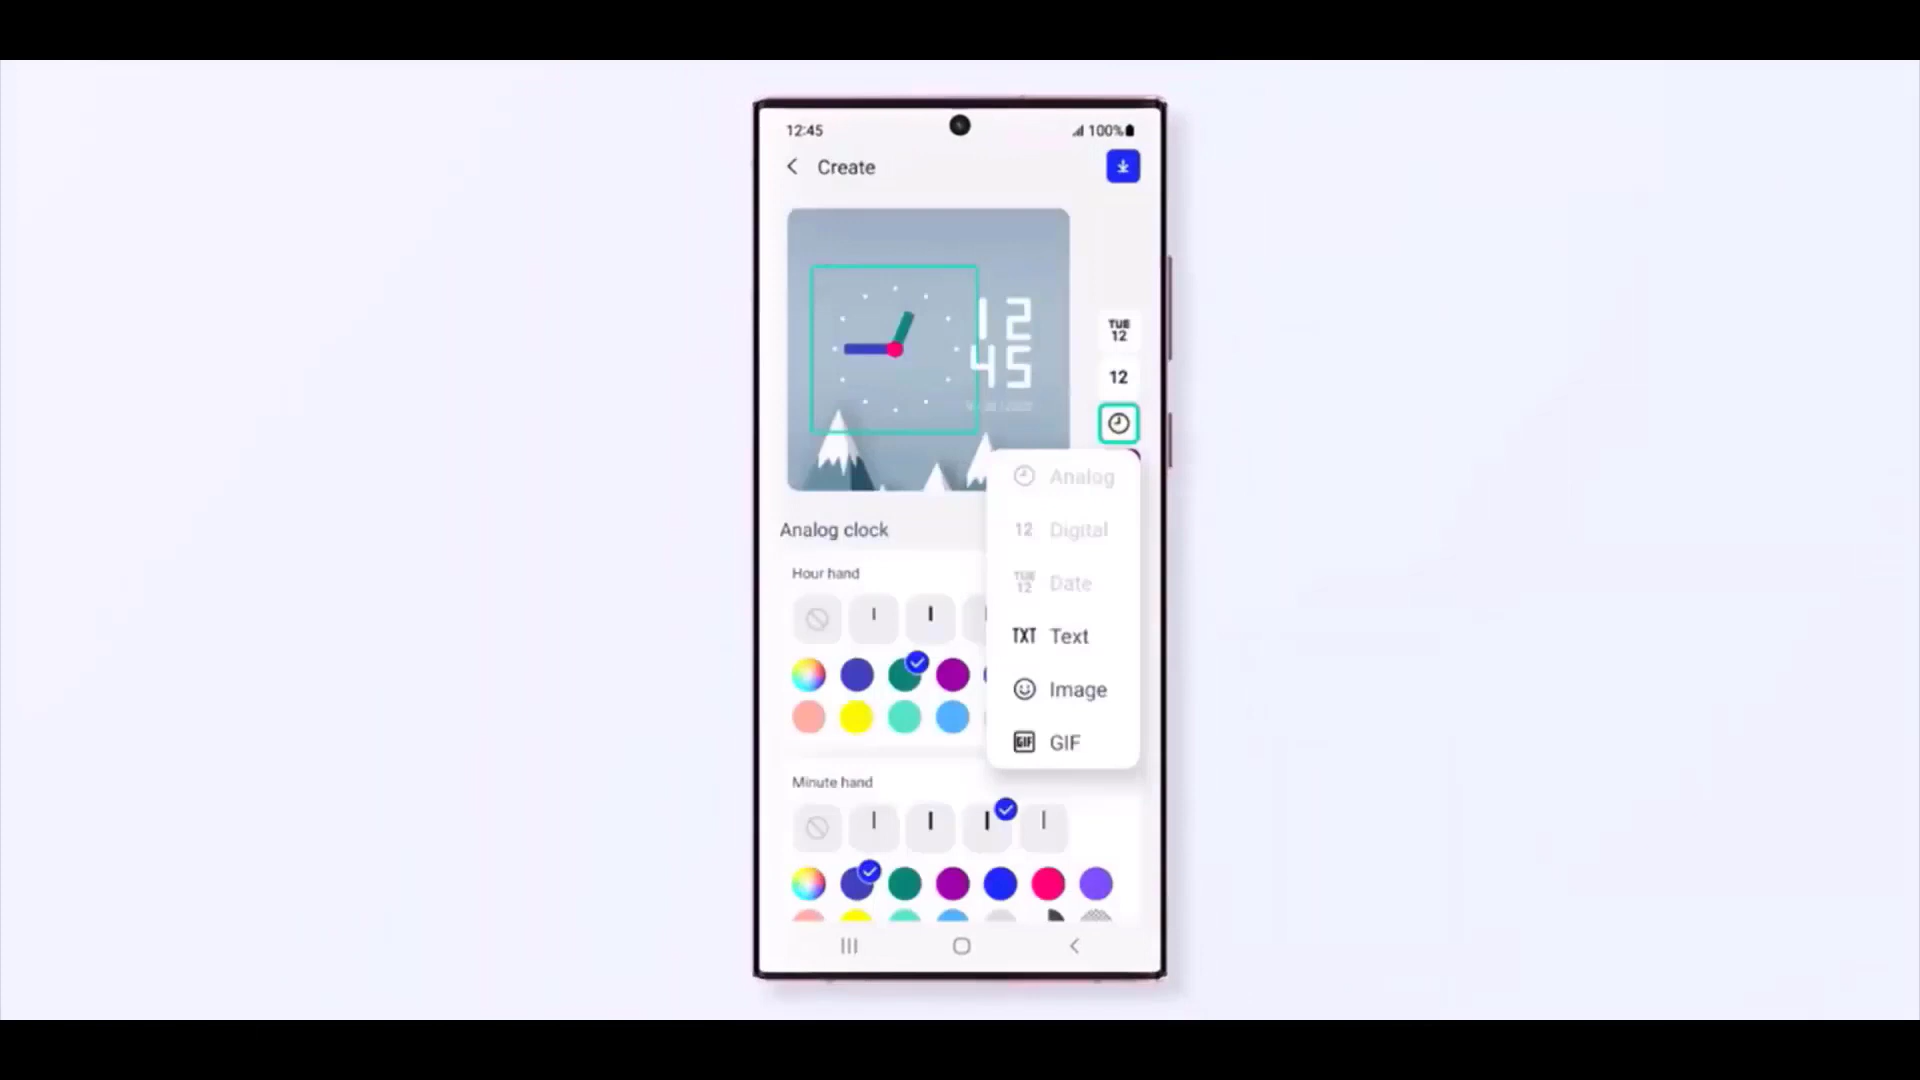 12:45
100%
Create
12
45
TUE
12
12
Analog
12 Digital
TUE
12
Date
TXT Text
Image
GIF GIF
Analog clock
Hour hand
Minute hand